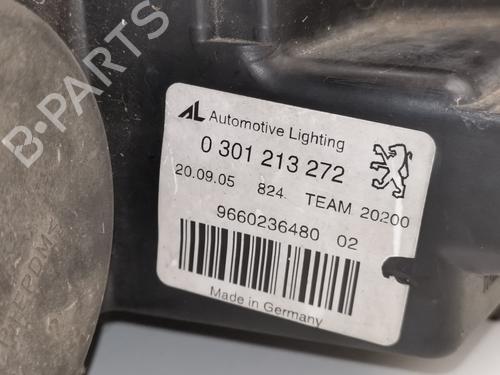 B-PARTS
AL Automotive Lighting
0 301 213 272
20.09.05 824. TEAM 20200
9660236480 02
Made in Germany
>PPDM